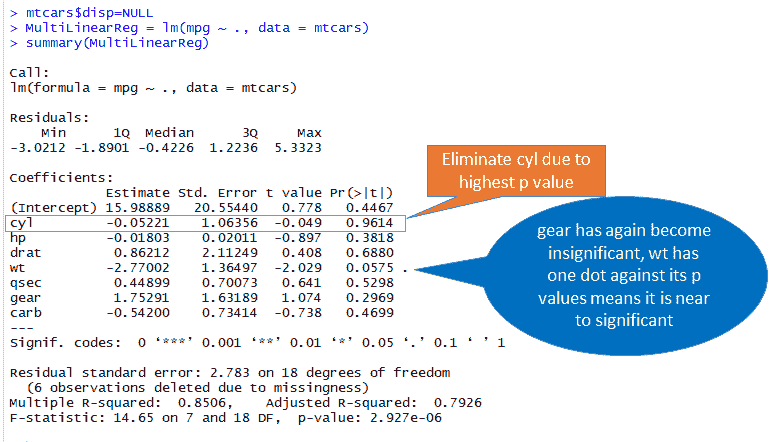 > mtcars$disp=NULL
> MultiLinearReg = lm(mpg ~ ., data = mtcars)
> summary(MultiLinearReg)
Call:
lm(formula = mpg ~ ., data = mtcars)
Residuals:
Min 1Q Median 3Q Max
-3.0212 -1.8901 -0.4226 1.2236 5.3323
Coefficients:
Estimate Std. Error t value Pr(>|t|)
(Intercept) 15.98889 20.55440 0.778 0.4467
cyl -0.05221 1.06356 -0.049 0.9614
hp -0.01803 0.02011 -0.897 0.3818
drat 0.86212 2.11249 0.408 0.6880
wt -2.77002 1.36497 -2.029 0.0575 .
qsec 0.44899 0.70073 0.641 0.5298
gear 1.75291 1.63189 1.074 0.2969
carb -0.54200 0.73414 -0.738 0.4699
---
Signif. codes: 0 ‘***’ 0.001 ‘**’ 0.01 ‘*’ 0.05 ‘.’ 0.1 ‘ ’ 1
Residual standard error: 2.783 on 18 degrees of freedom
(6 observations deleted due to missingness)
Multiple R-squared: 0.8506, Adjusted R-squared: 0.7926
F-statistic: 14.65 on 7 and 18 DF, p-value: 2.927e-06
Eliminate cyl due to
highest p value
gear has again become
insignificant, wt has
one dot against its p
values means it is near
to significant